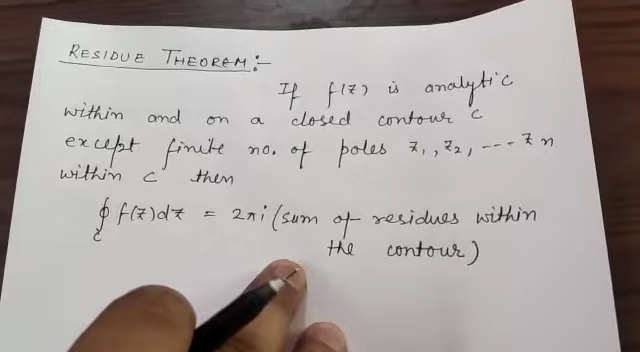 RESIDUE THEOREM:-
If f(z) is analytic
within and on a closed contour C
except finite no. of poles z₁, z₂, ---- z n
within C then
∮ f(z)dz = 2πi (sum of residues within
C
the contour)